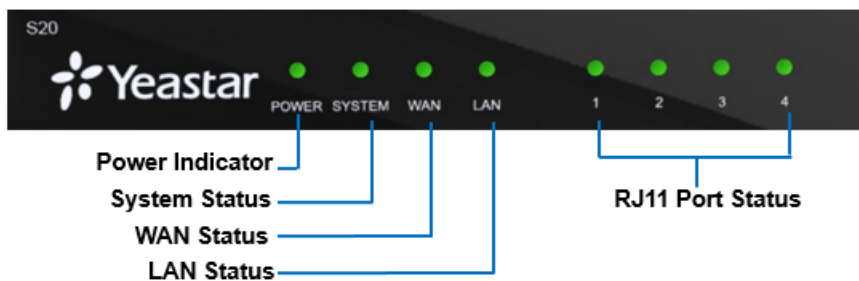 S20
Yeastar
POWER SYSTEM WAN LAN 1 2 3 4
Power Indicator
System Status
WAN Status
LAN Status
RJ11 Port Status